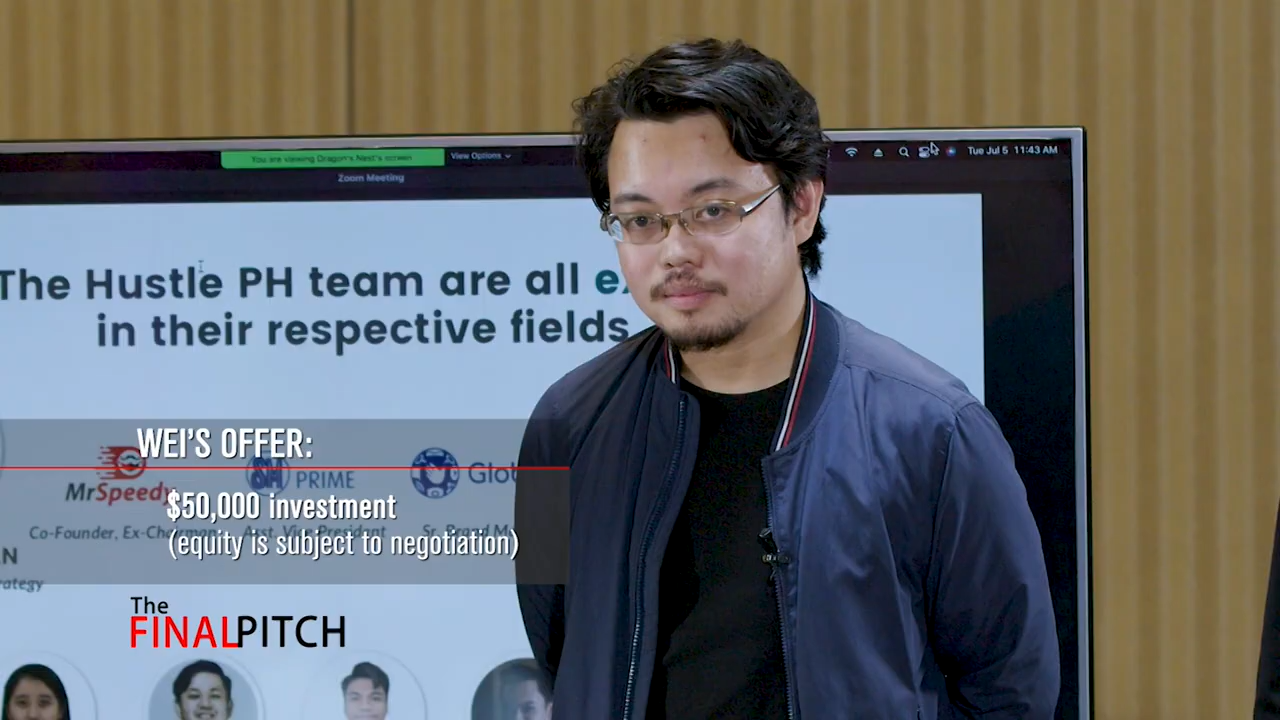 You are viewing Dragon's Nest's screen
View Options
Tue Jul 5 11:43 AM
Zoom Meeting
The Hustle PH team are all
in their respective fields
WEI'S OFFER:
MrSpeedy
SM PRIME
$50,000 investment
Co-Founder,
(equity is subject to negotiation)
The
FINALPITCH